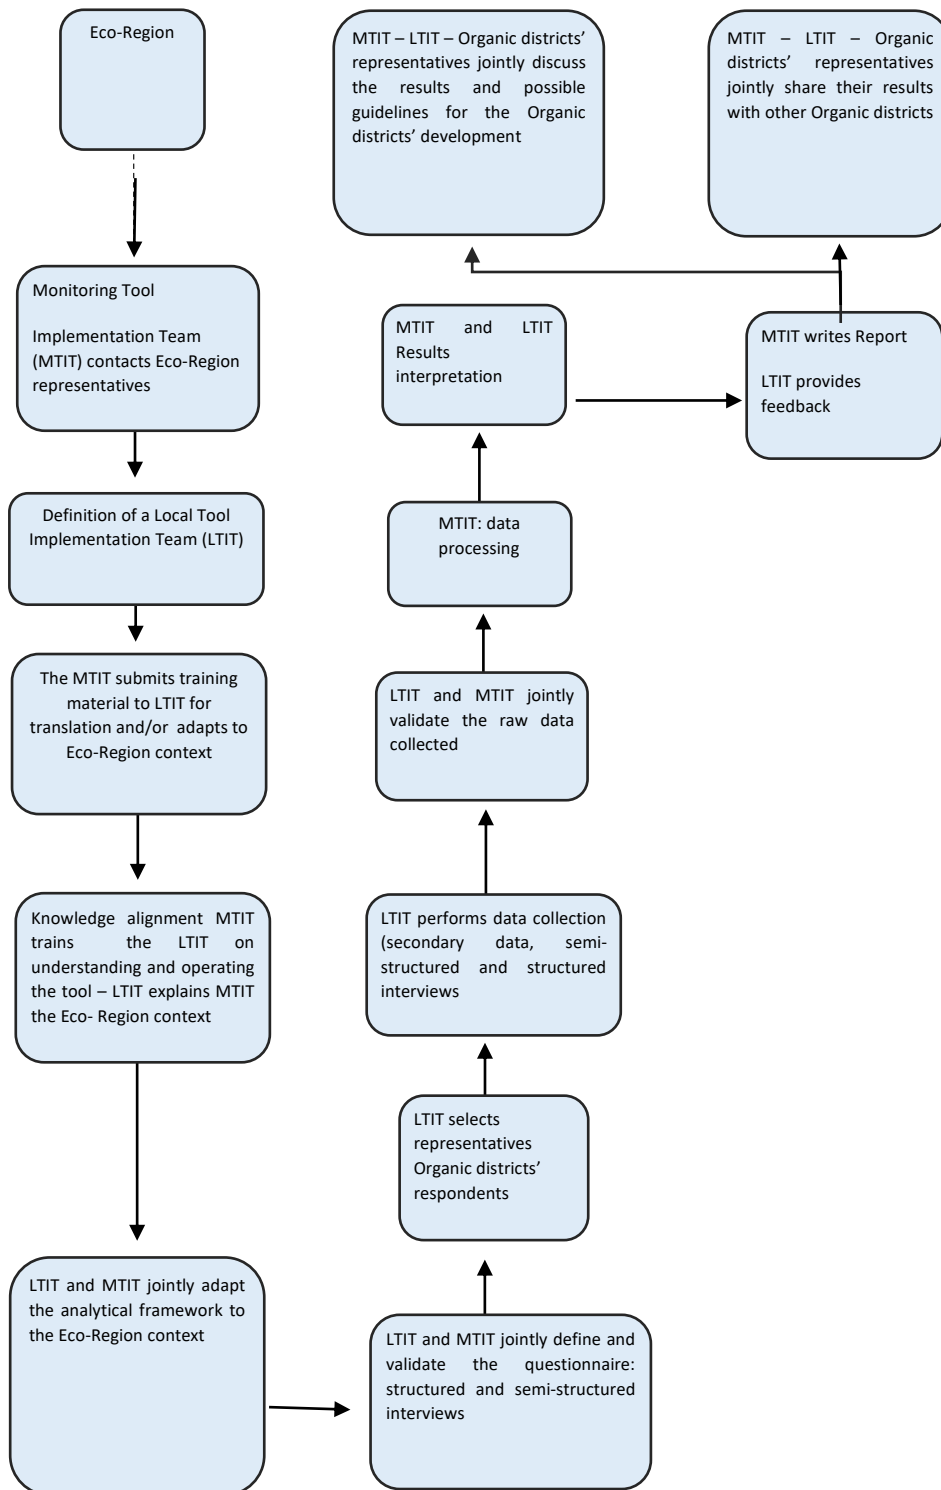 Eco-Region
Monitoring Tool
Implementation Team
(MTIT) contacts Eco-Region
representatives
Definition of a Local Tool
Implementation Team (LTIT)
The MTIT submits training
material to LTIT for
translation and/or adapts to
Eco-Region context
Knowledge alignment MTIT
trains the LTIT on
understanding and operating
the tool – LTIT explains MTIT
the Eco- Region context
LTIT and MTIT jointly adapt
the analytical framework to
the Eco-Region context
LTIT and MTIT jointly define and
validate the questionnaire:
structured and semi-structured
interviews
LTIT selects
representatives
Organic districts’
respondents
LTIT performs data collection
(secondary data, semi-
structured and structured
interviews
LTIT and MTIT jointly
validate the raw data
collected
MTIT: data
processing
MTIT and LTIT
Results
interpretation
MTIT writes Report
LTIT provides
feedback
MTIT – LTIT – Organic districts’
representatives jointly discuss
the results and possible
guidelines for the Organic
districts’ development
MTIT – LTIT – Organic
districts’ representatives
jointly share their results
with other Organic districts